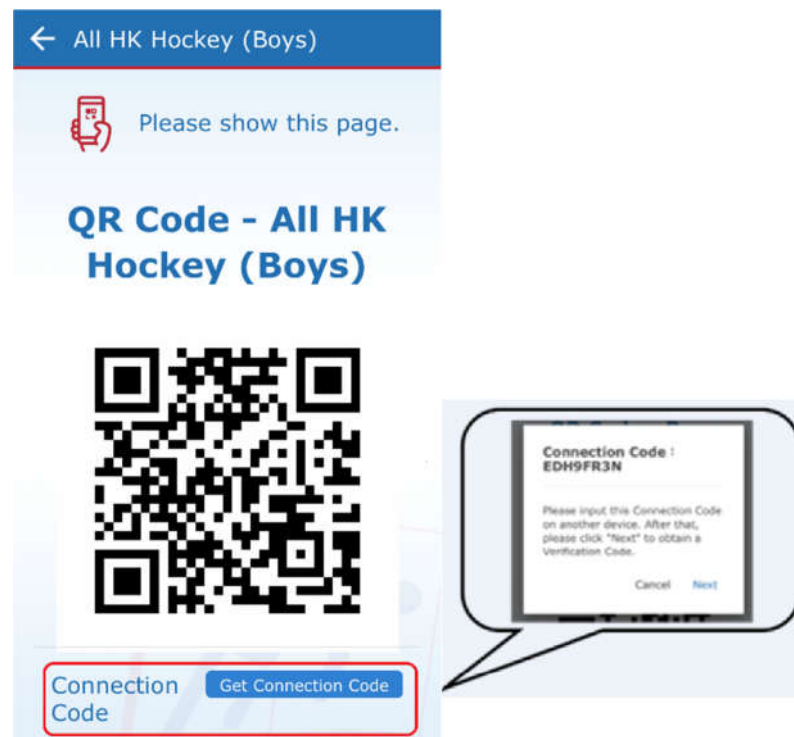 All HK Hockey (Boys)
Please show this page.
QR Code - All HK
Hockey (Boys)
Connection
Code
Get Connection Code
Connection Code :
EDH9FR3N
Please input this Connection Code
on another device. After that,
please click "Next" to obtain a
Verification Code.
Cancel Next